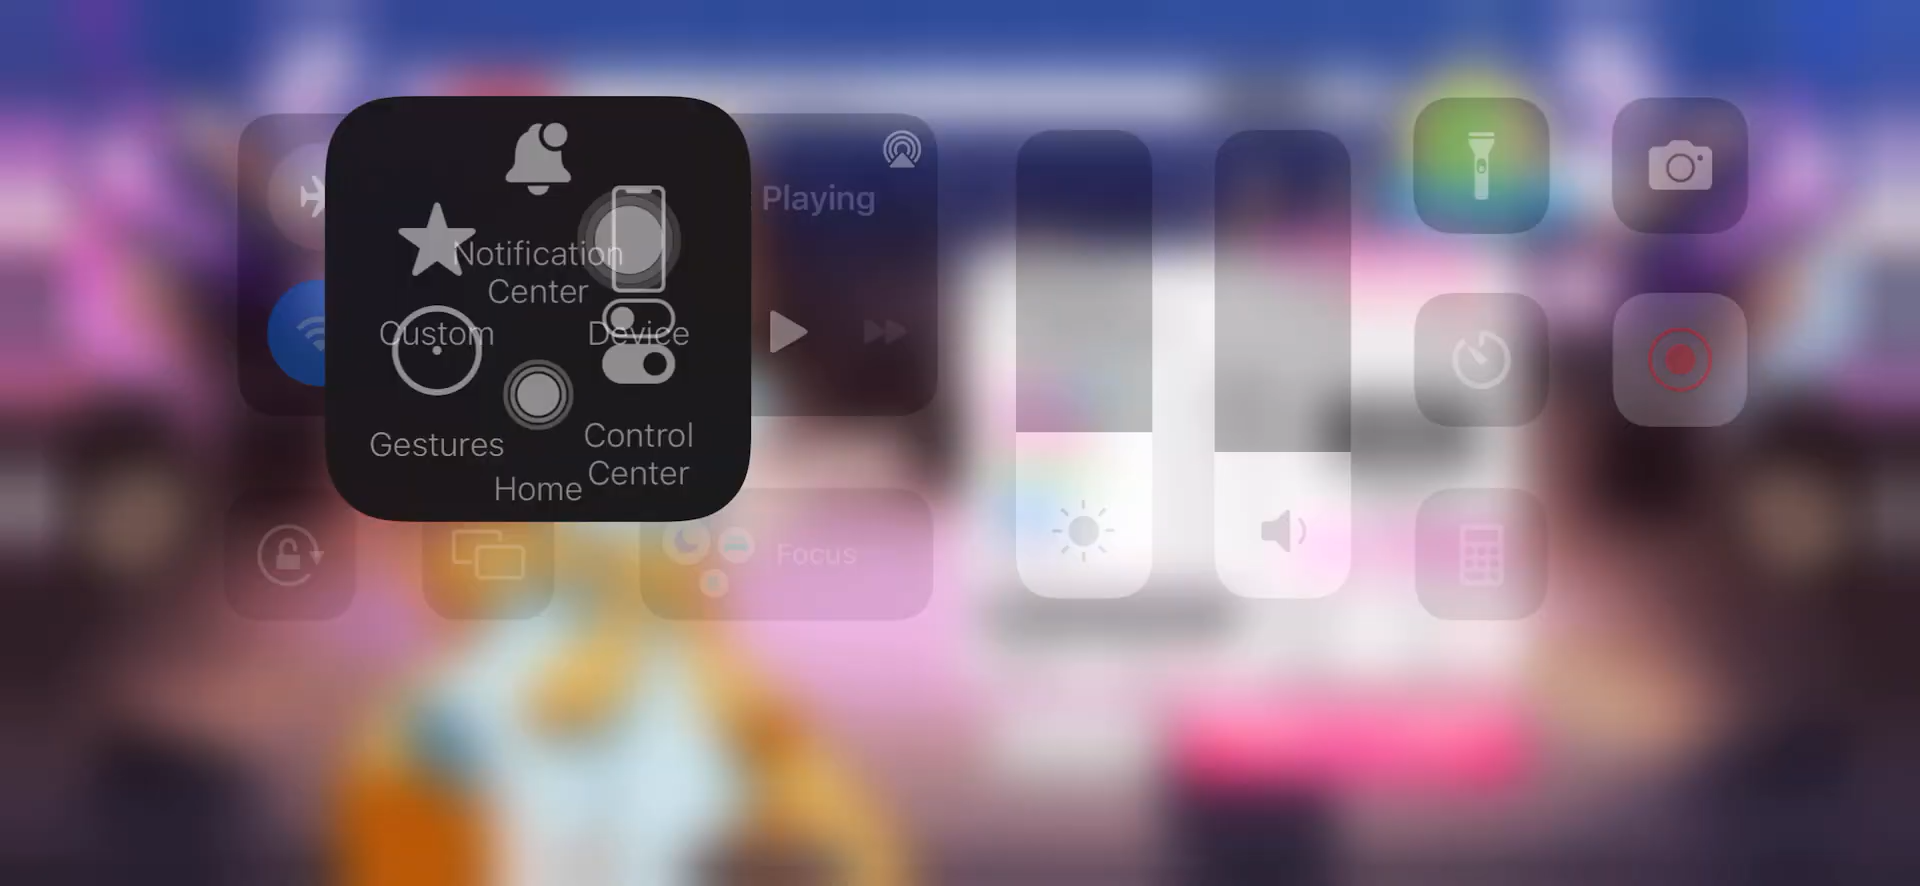 Playing
Notification
Center
Custom
Device
Gestures
Control
Center
Home
Focus